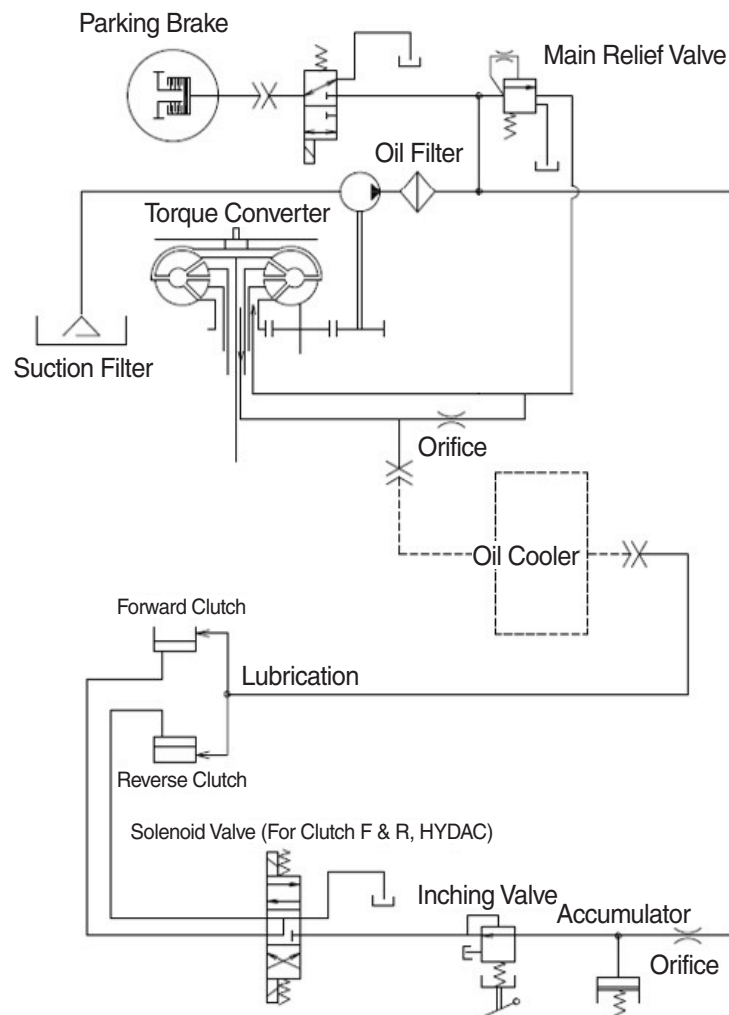 Parking Brake
Main Relief Valve
Oil Filter
Torque Converter
Suction Filter
Orifice
Oil Cooler
Forward Clutch
Lubrication
Reverse Clutch
Solenoid Valve (For Clutch F & R, HYDAC)
Inching Valve
Accumulator
Orifice